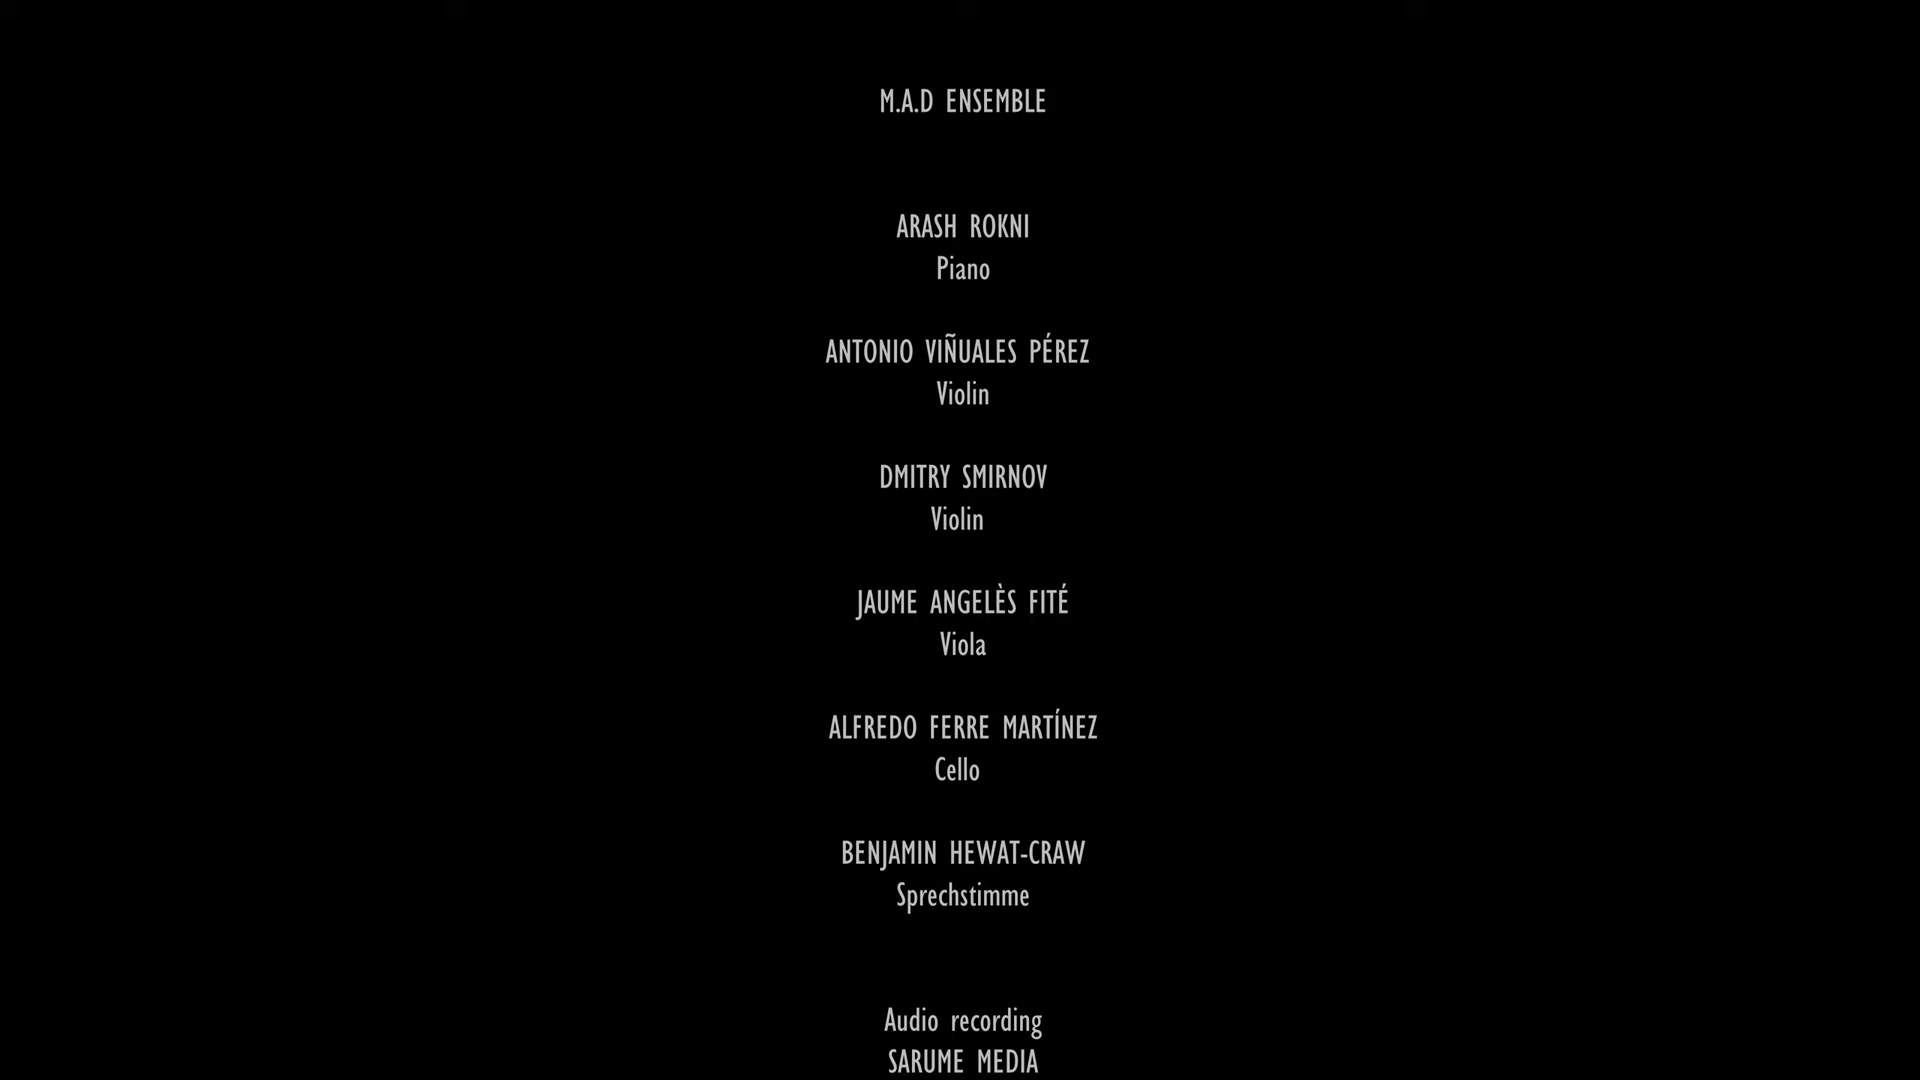 M.A.D ENSEMBLE
ARASH ROKNI
Piano
ANTONIO VIÑUALES PÉREZ
Violin
DMITRY SMIRNOV
Violin
JAUME ANGELÈS FITÉ
Viola
ALFREDO FERRE MARTÍNEZ
Cello
BENJAMIN HEWAT-CRAW
Sprechstimme
Audio recording
SARUME MEDIA